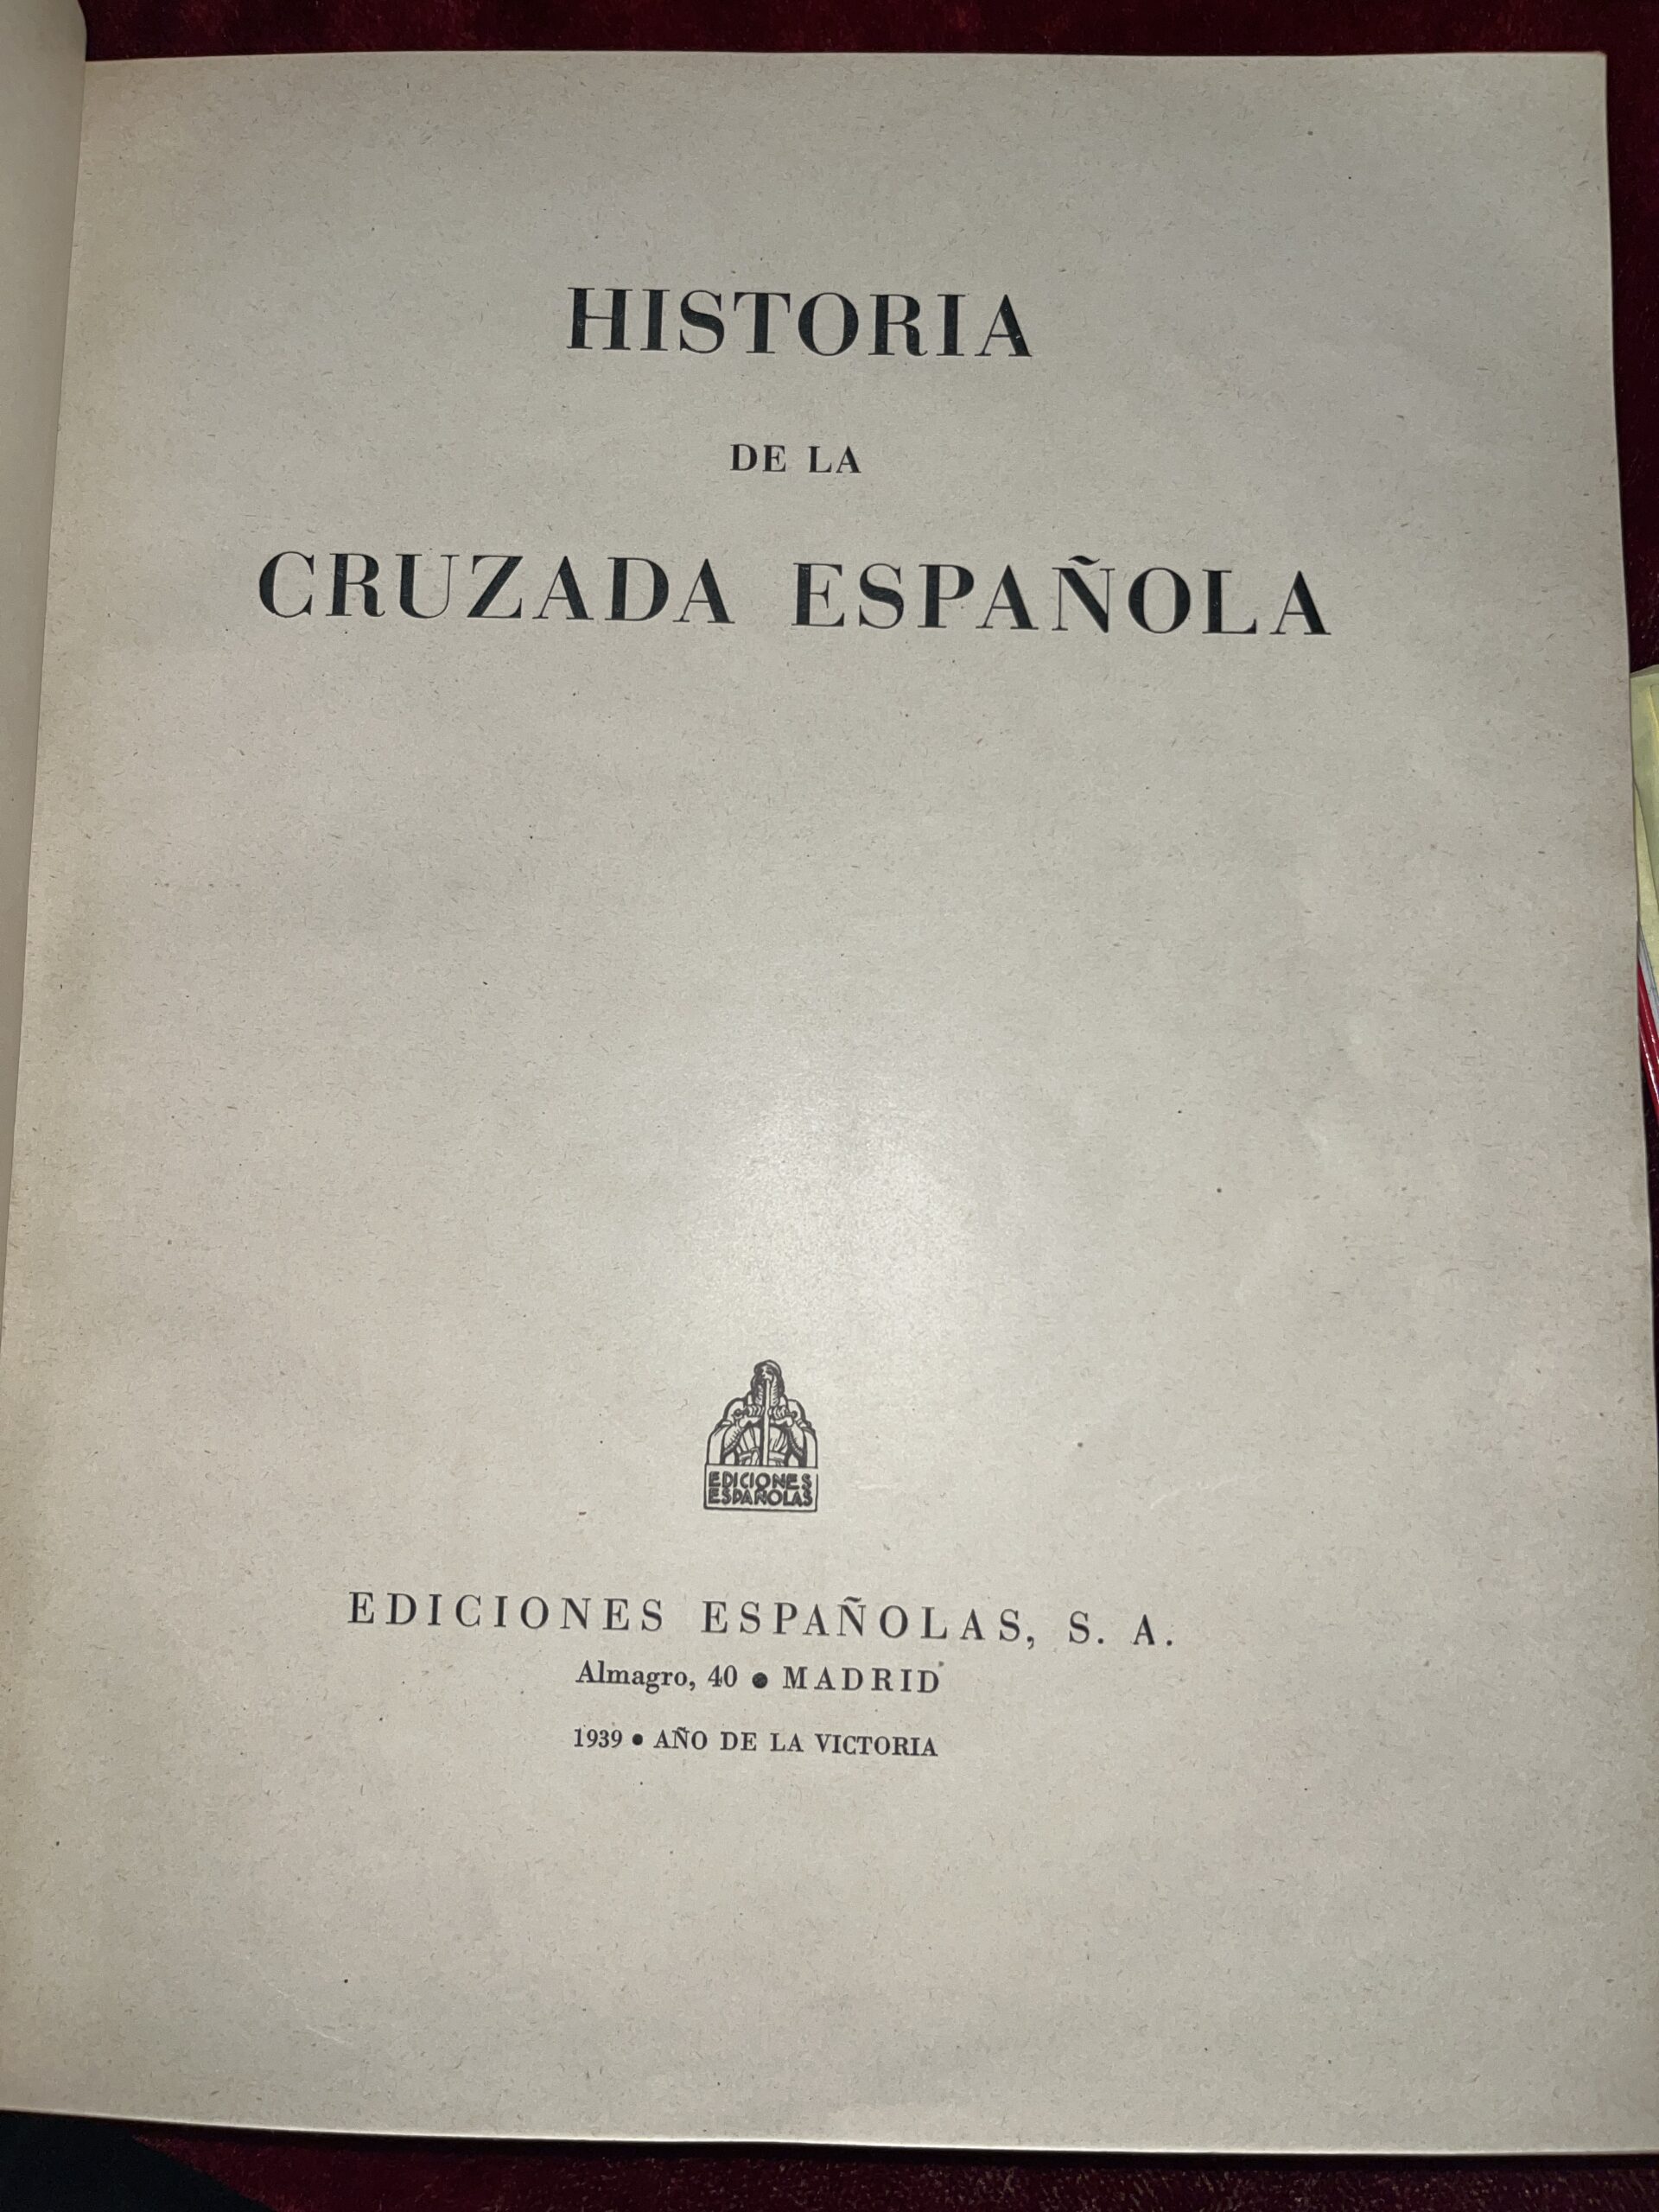 HISTORIA
DE LA
CRUZADA ESPAÑOLA
EDICIONES
ESPAÑOLAS
EDICIONES ESPAÑOLAS, S. A.
Almagro, 40 ● MADRID
1939 ● AÑO DE LA VICTORIA